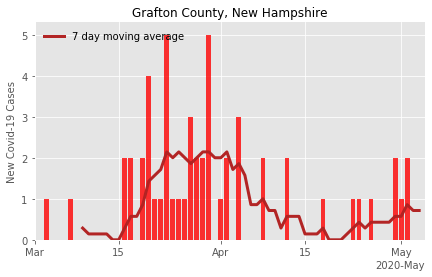 Grafton County, New Hampshire
7 day moving average
New Covid-19 Cases
5
4
3
2
1
0
Mar 15 Apr 15 May
2020-May